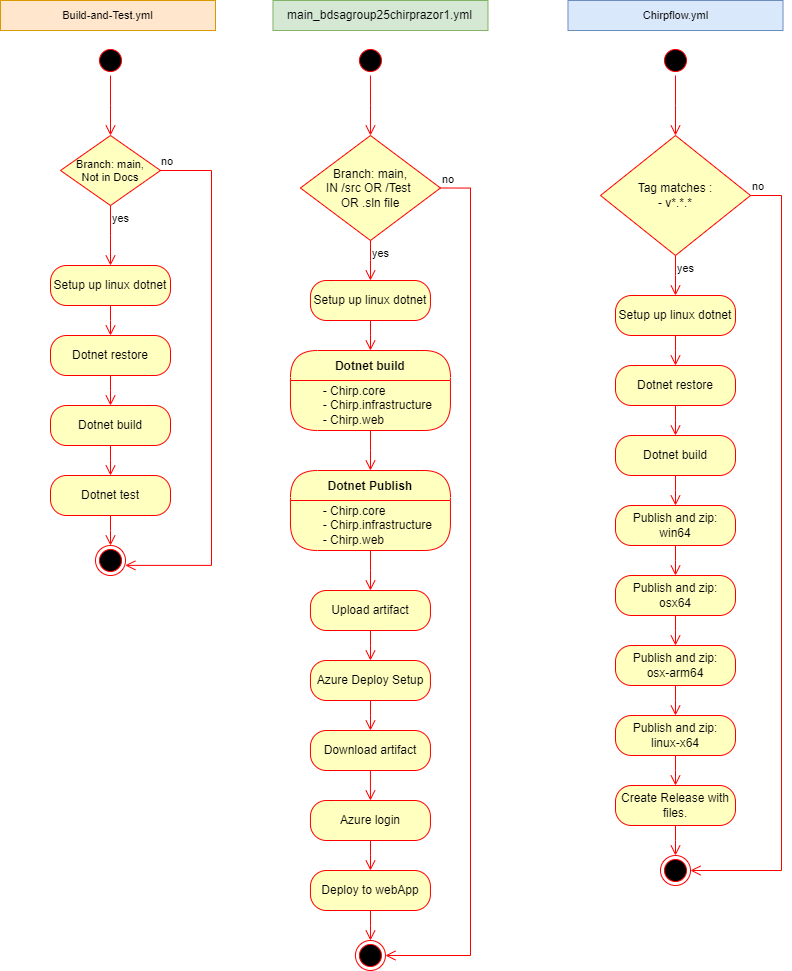 Build-and-Test.yml
Branch: main,
Not in Docs
no
yes
Setup up linux dotnet
Dotnet restore
Dotnet build
Dotnet test
main_bdsagroup25chirprazor1.yml
Branch: main,
IN /src OR /Test
OR .sln file
no
yes
Setup up linux dotnet
Dotnet build
- Chirp.core
- Chirp.infrastructure
- Chirp.web
Dotnet Publish
- Chirp.core
- Chirp.infrastructure
- Chirp.web
Upload artifact
Azure Deploy Setup
Download artifact
Azure login
Deploy to webApp
Chirpflow.yml
Tag matches :
- v*.*.*
no
yes
Setup up linux dotnet
Dotnet restore
Dotnet build
Publish and zip:
win64
Publish and zip:
osx64
Publish and zip:
osx-arm64
Publish and zip:
linux-x64
Create Release with
files.